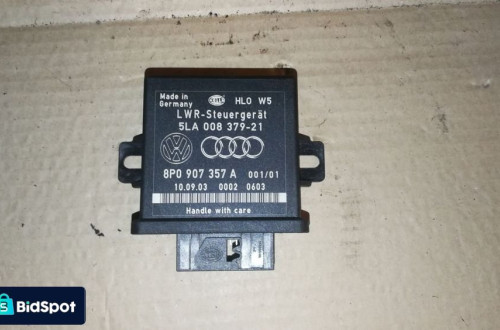 Made in
Germany
HLO W5
LWR-Steuergerät
5LA 008 379-21
8P0 907 357 A 001/01
10.09.03 0002 0603
Handle with care
BidSpot